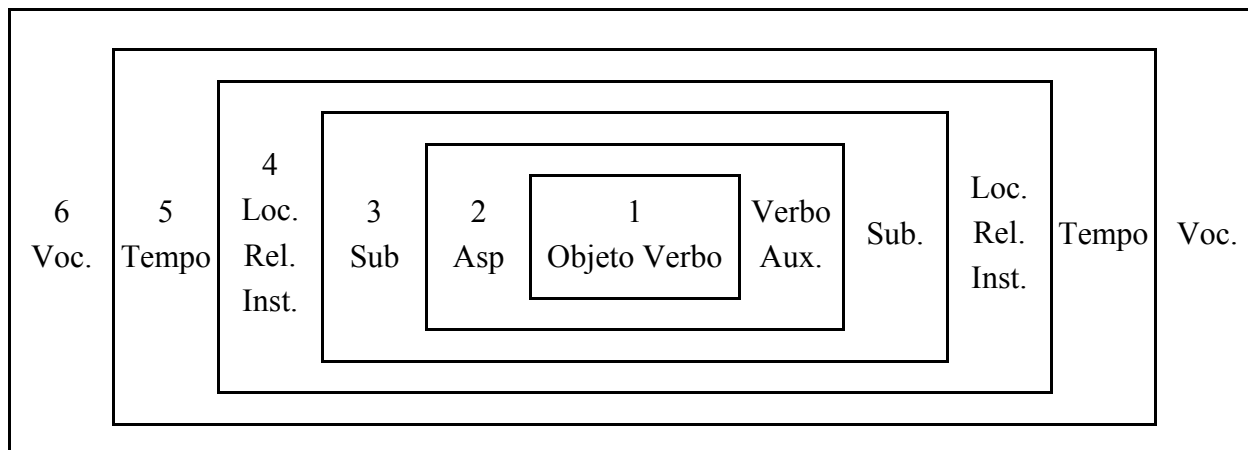 6
Voc.
5
Tempo
4
Loc.
Rel.
Inst.
3
Sub
2
Asp
1
Objeto Verbo
Verbo
Aux.
Sub.
Loc.
Rel.
Inst.
Tempo
Voc.